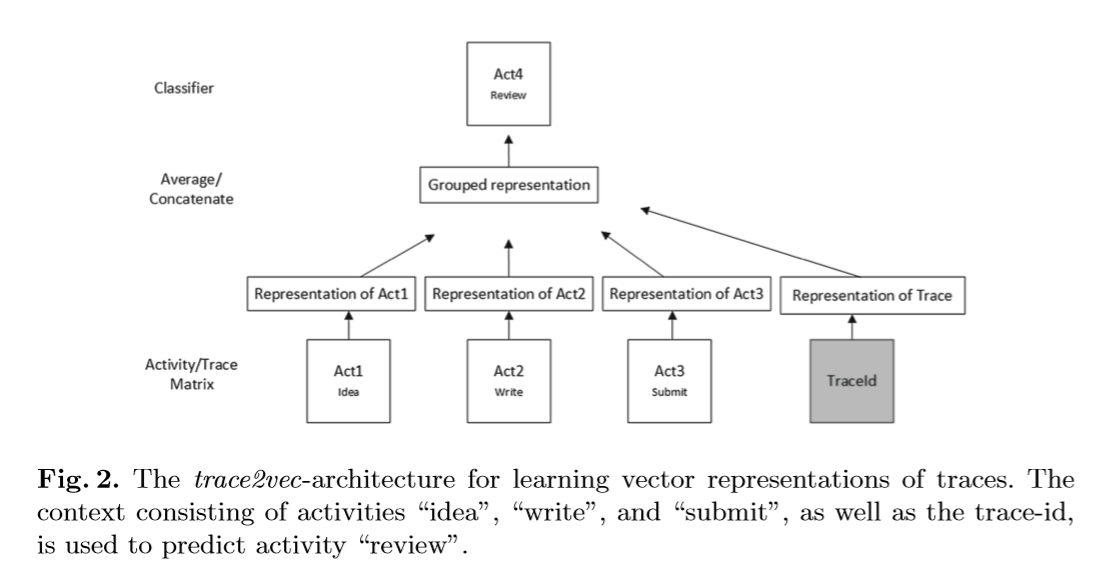 Classifier
Act4
Review
Average/
Concatenate
Grouped representation
Representation of Act1
Representation of Act2
Representation of Act3
Representation of Trace
Activity/Trace
Matrix
Act1
Idea
Act2
Write
Act3
Submit
TraceId
Fig. 2. The trace2vec-architecture for learning vector representations of traces. The
context consisting of activities “idea”, “write”, and “submit”, as well as the trace-id,
is used to predict activity “review”.